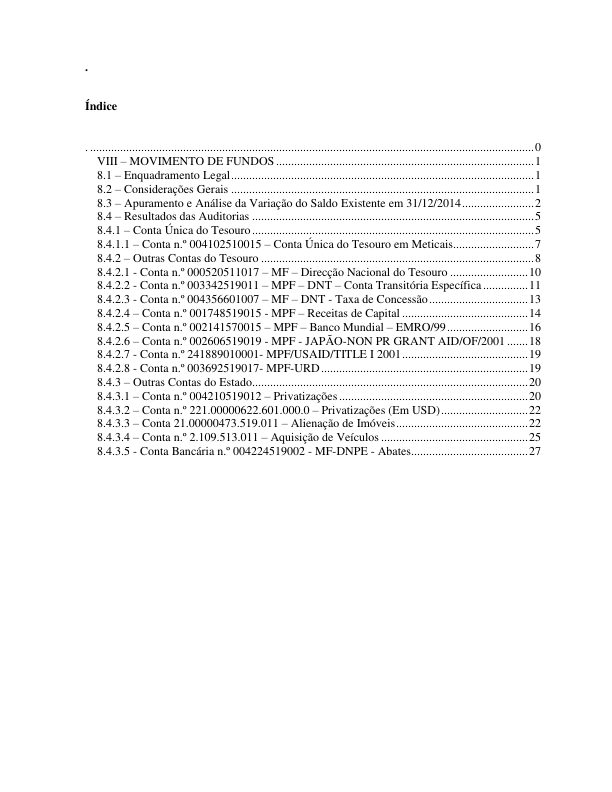 .
Índice
. ........................................................................................................................................................0
VIII – MOVIMENTO DE FUNDOS ......................................................................................1
8.1 – Enquadramento Legal.....................................................................................................1
8.2 – Considerações Gerais .....................................................................................................1
8.3 – Apuramento e Análise da Variação do Saldo Existente em 31/12/2014........................2
8.4 – Resultados das Auditorias ..............................................................................................5
8.4.1 – Conta Única do Tesouro..............................................................................................5
8.4.1.1 – Conta n.º 004102510015 – Conta Única do Tesouro em Meticais...........................7
8.4.2 – Outras Contas do Tesouro ...........................................................................................8
8.4.2.1 - Conta n.º 000520511017 – MF – Direcção Nacional do Tesouro ..........................10
8.4.2.2 - Conta n.º 003342519011 – MPF – DNT – Conta Transitória Específica...............11
8.4.2.3 - Conta n.º 004356601007 – MF – DNT - Taxa de Concessão.................................13
8.4.2.4 – Conta n.º 001748519015 - MPF – Receitas de Capital ..........................................14
8.4.2.5 – Conta n.º 002141570015 – MPF – Banco Mundial – EMRO/99...........................16
8.4.2.6 – Conta n.º 002606519019 - MPF - JAPÃO-NON PR GRANT AID/OF/2001 .......18
8.4.2.7 - Conta n.º 241889010001- MPF/USAID/TITLE I 2001..........................................19
8.4.2.8 - Conta n.º 003692519017- MPF-URD.....................................................................19
8.4.3 – Outras Contas do Estado............................................................................................20
8.4.3.1 – Conta n.º 004210519012 – Privatizações...............................................................20
8.4.3.2 – Conta n.º 221.00000622.601.000.0 – Privatizações (Em USD).............................22
8.4.3.3 – Conta 21.00000473.519.011 – Alienação de Imóveis............................................22
8.4.3.4 – Conta n.º 2.109.513.011 – Aquisição de Veículos .................................................25
8.4.3.5 - Conta Bancária n.º 004224519002 - MF-DNPE - Abates.......................................27